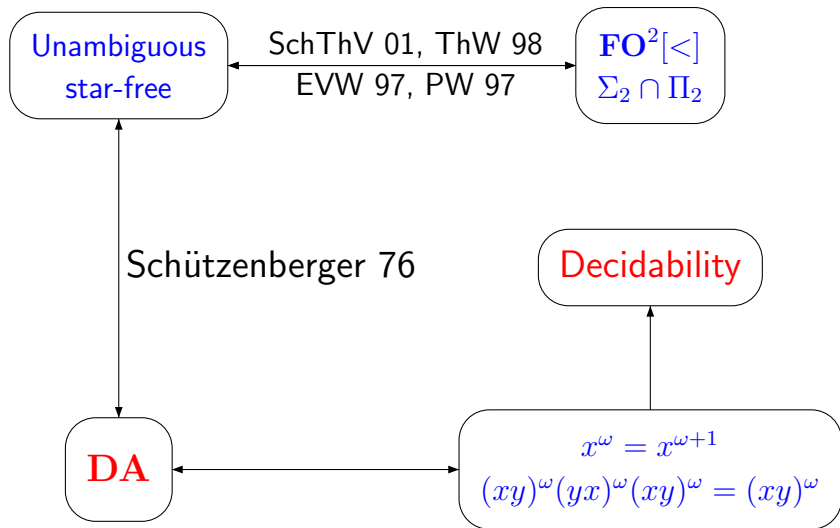 Unambiguous
star-free
SchThV 01, ThW 98
EVW 97, PW 97
FO²[<]
Σ₂ ∩ Π₂
Schützenberger 76
Decidability
DA
x^ω = x^{ω+1}
(xy)^ω(yx)^ω(xy)^ω = (xy)^ω